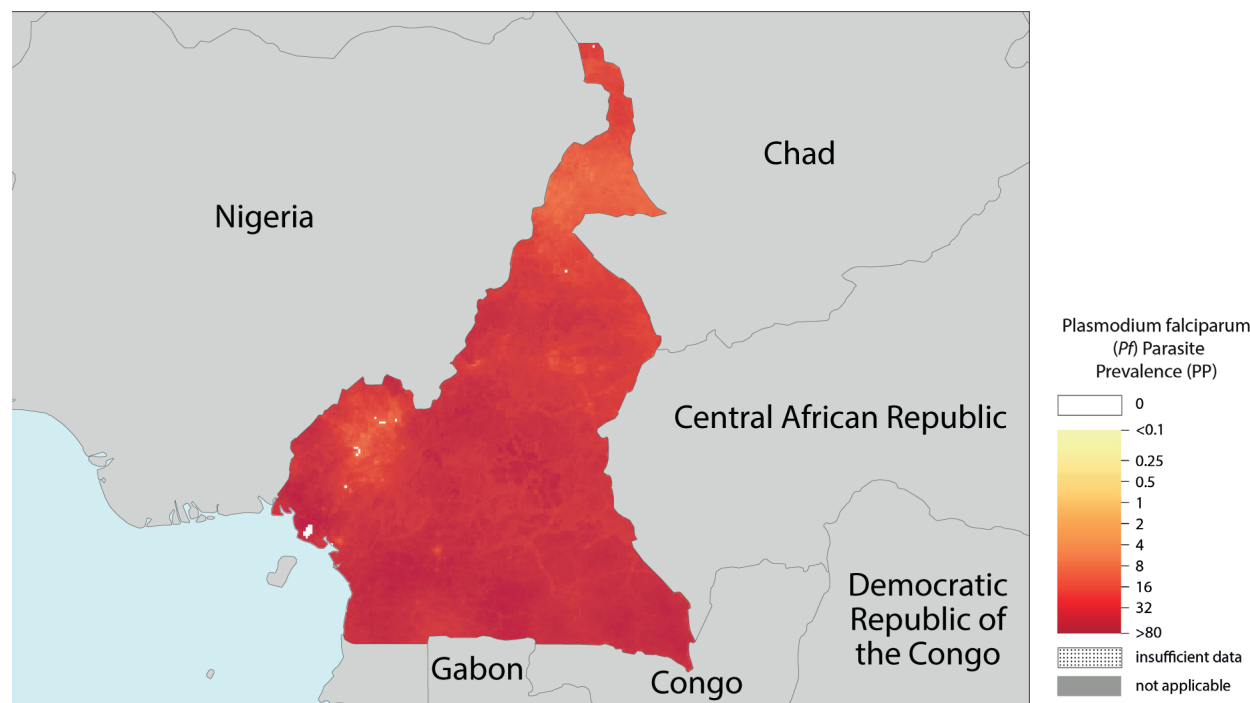 Chad
Nigeria
Central African Republic
Democratic
Republic of
the Congo
Gabon
Congo
Plasmodium falciparum
(Pf) Parasite
Prevalence (PP)
0
<0.1
0.25
0.5
1
2
4
8
16
32
>80
insufficient data
not applicable